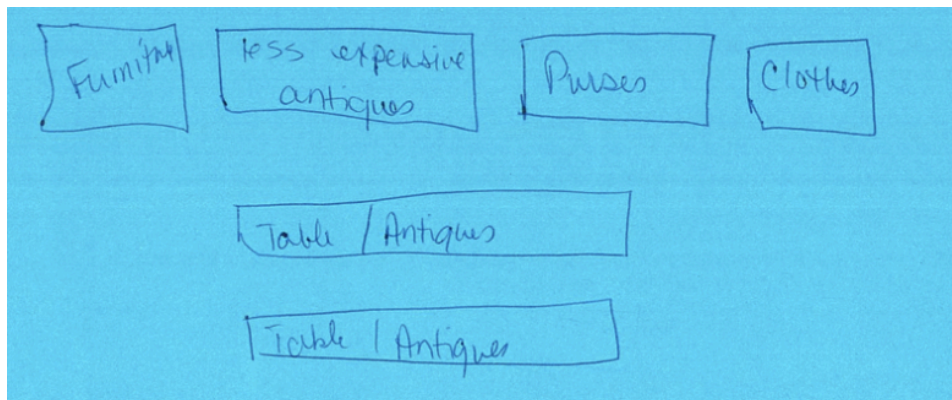 Furniture
less expensive
antiques
Purses
Clothes
Table / Antiques
Table / Antiques